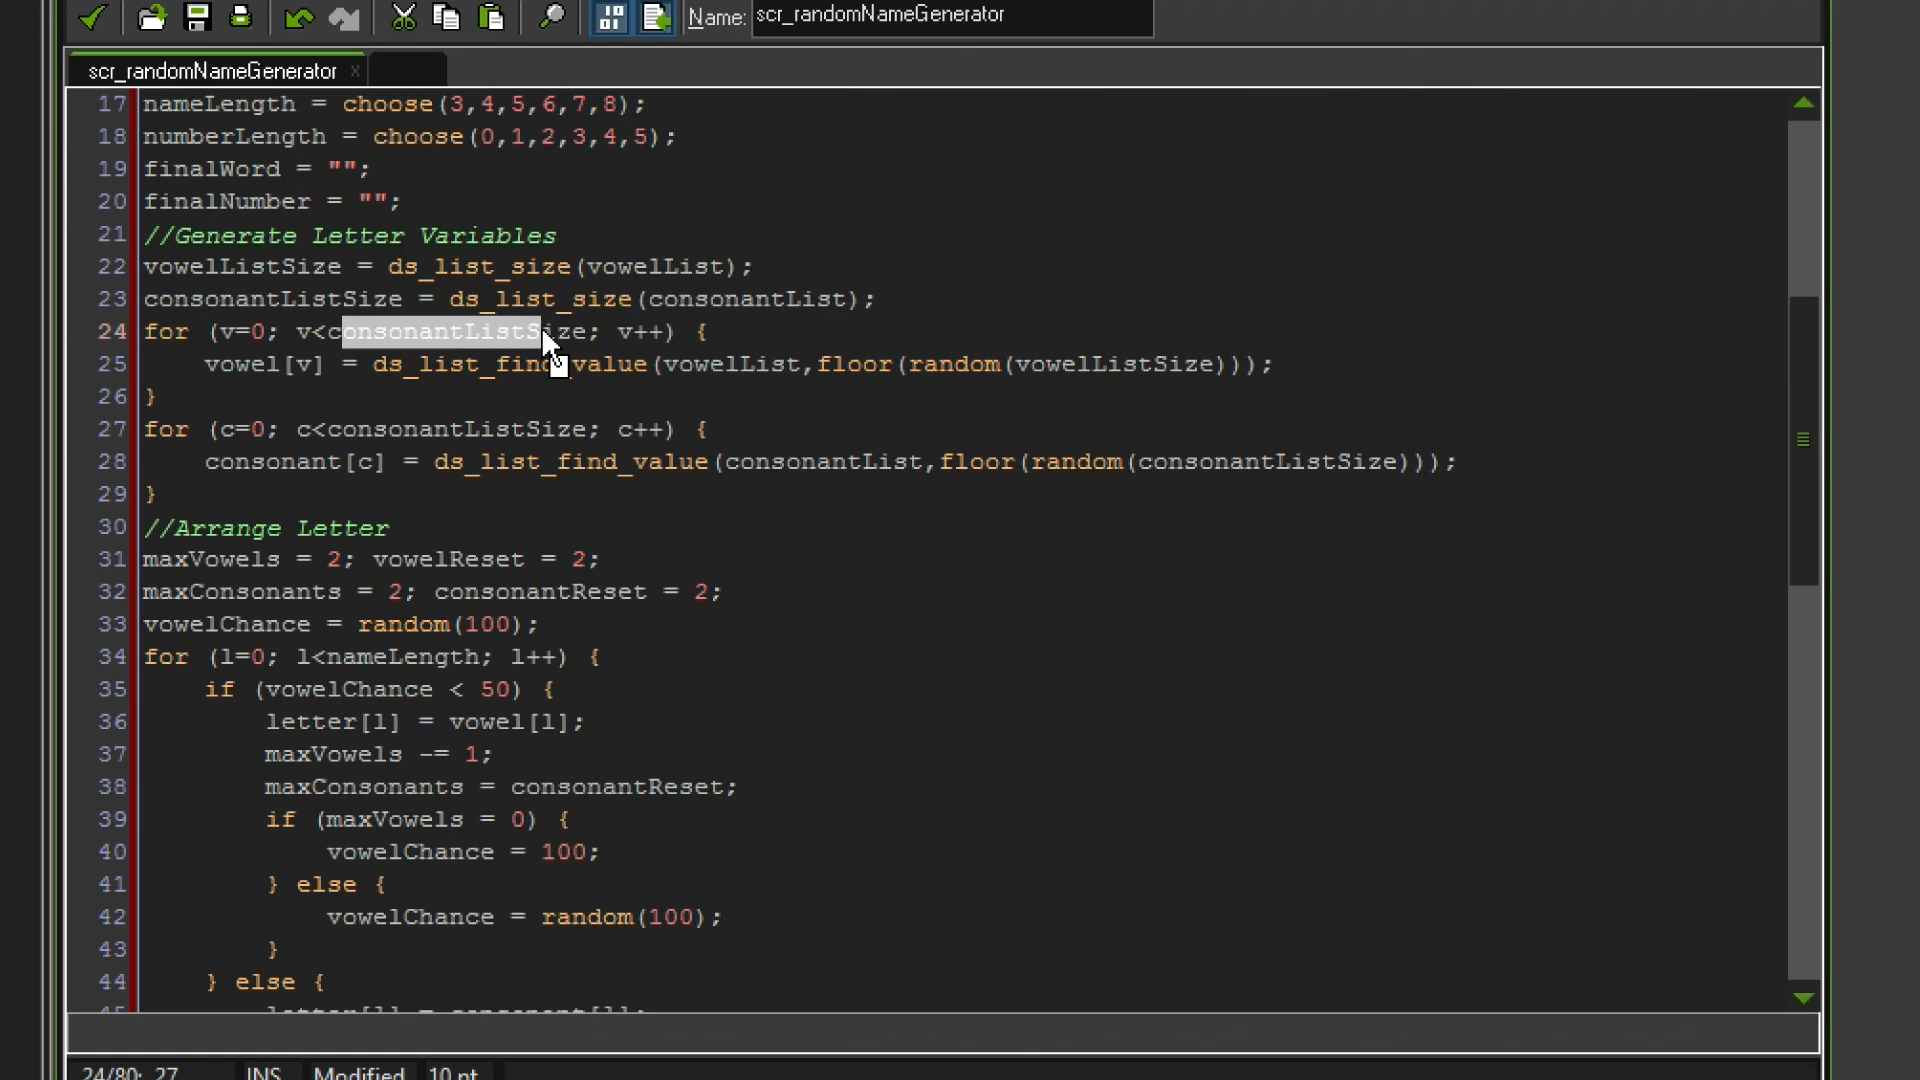 Name: scr_randomNameGenerator
scr_randomNameGenerator x
17 nameLength = choose(3,4,5,6,7,8);
18 numberLength = choose(0,1,2,3,4,5);
19 finalWord = "";
20 finalNumber = "";
21 //Generate Letter Variables
22 vowelListSize = ds_list_size(vowelList);
23 consonantListSize = ds_list_size(consonantList);
24 for (v=0; v<consonantListSize; v++) {
25 vowel[v] = ds_list_find_value(vowelList,floor(random(vowelListSize)));
26 }
27 for (c=0; c<consonantListSize; c++) {
28 consonant[c] = ds_list_find_value(consonantList,floor(random(consonantListSize)));
29 }
30 //Arrange Letter
31 maxVowels = 2; vowelReset = 2;
32 maxConsonants = 2; consonantReset = 2;
33 vowelChance = random(100);
34 for (l=0; l<nameLength; l++) {
35 if (vowelChance < 50) {
36 letter[l] = vowel[l];
37 maxVowels -= 1;
38 maxConsonants = consonantReset;
39 if (maxVowels = 0) {
40 vowelChance = 100;
41 } else {
42 vowelChance = random(100);
43 }
44 } else {
45 letter[l] = consonant[l];
24/80: 27 INS Modified 10 pt